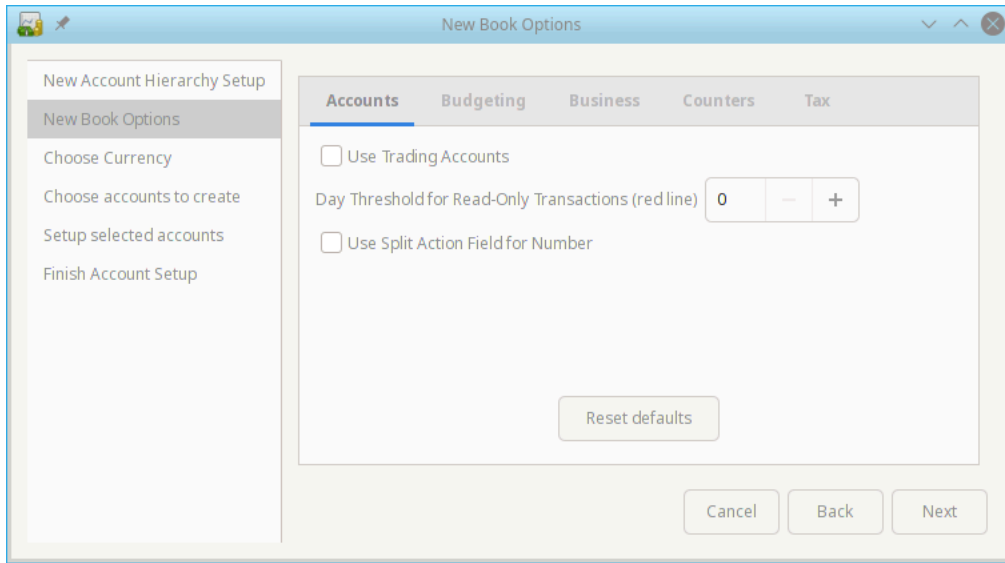 New Book Options
New Account Hierarchy Setup
New Book Options
Choose Currency
Choose accounts to create
Setup selected accounts
Finish Account Setup
Accounts Budgeting Business Counters Tax
Use Trading Accounts
Day Threshold for Read-Only Transactions (red line) 0 − +
Use Split Action Field for Number
Reset defaults
Cancel Back Next